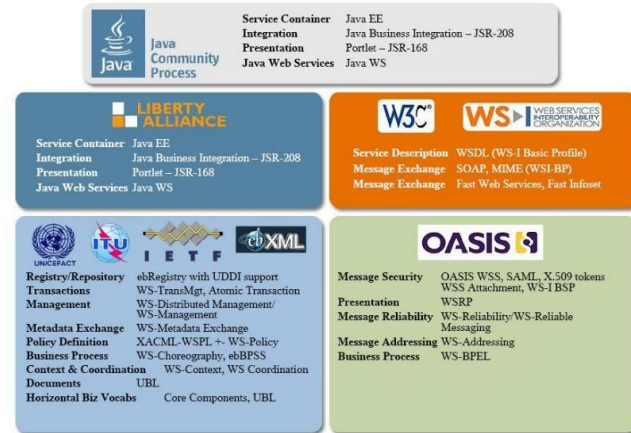 Java
Java
Community
Process
Service Container Java EE
Integration Java Business Integration – JSR-208
Presentation Portlet – JSR-168
Java Web Services Java WS
LIBERTY
ALLIANCE
Service Container Java EE
Integration Java Business Integration – JSR-208
Presentation Portlet – JSR-168
Java Web Services Java WS
W3C®
WS-I WEB SERVICES
INTEROPERABILITY
ORGANIZATION
Service Description WSDL (WS-I Basic Profile)
Message Exchange SOAP, MIME (WSI-BP)
Message Exchange Fast Web Services, Fast Infoset
UN/CEFACT
ITU
I E T F
ebXML
Registry/Repository ebRegistry with UDDI support
Transactions WS-TransMgt, Atomic Transaction
Management WS-Distributed Management/
WS-Management
Metadata Exchange WS-Metadata Exchange
Policy Definition XACML-WSPL +- WS-Policy
Business Process WS-Choreography, ebBPSS
Context & Coordination WS-Context, WS Coordination
Documents UBL
Horizontal Biz Vocabs Core Components, UBL
OASIS
Message Security OASIS WSS, SAML, X.509 tokens
WSS Attachment, WS-I BSP
Presentation WSRP
Message Reliability WS-Reliability/WS-Reliable
Messaging
Message Addressing WS-Addressing
Business Process WS-BPEL